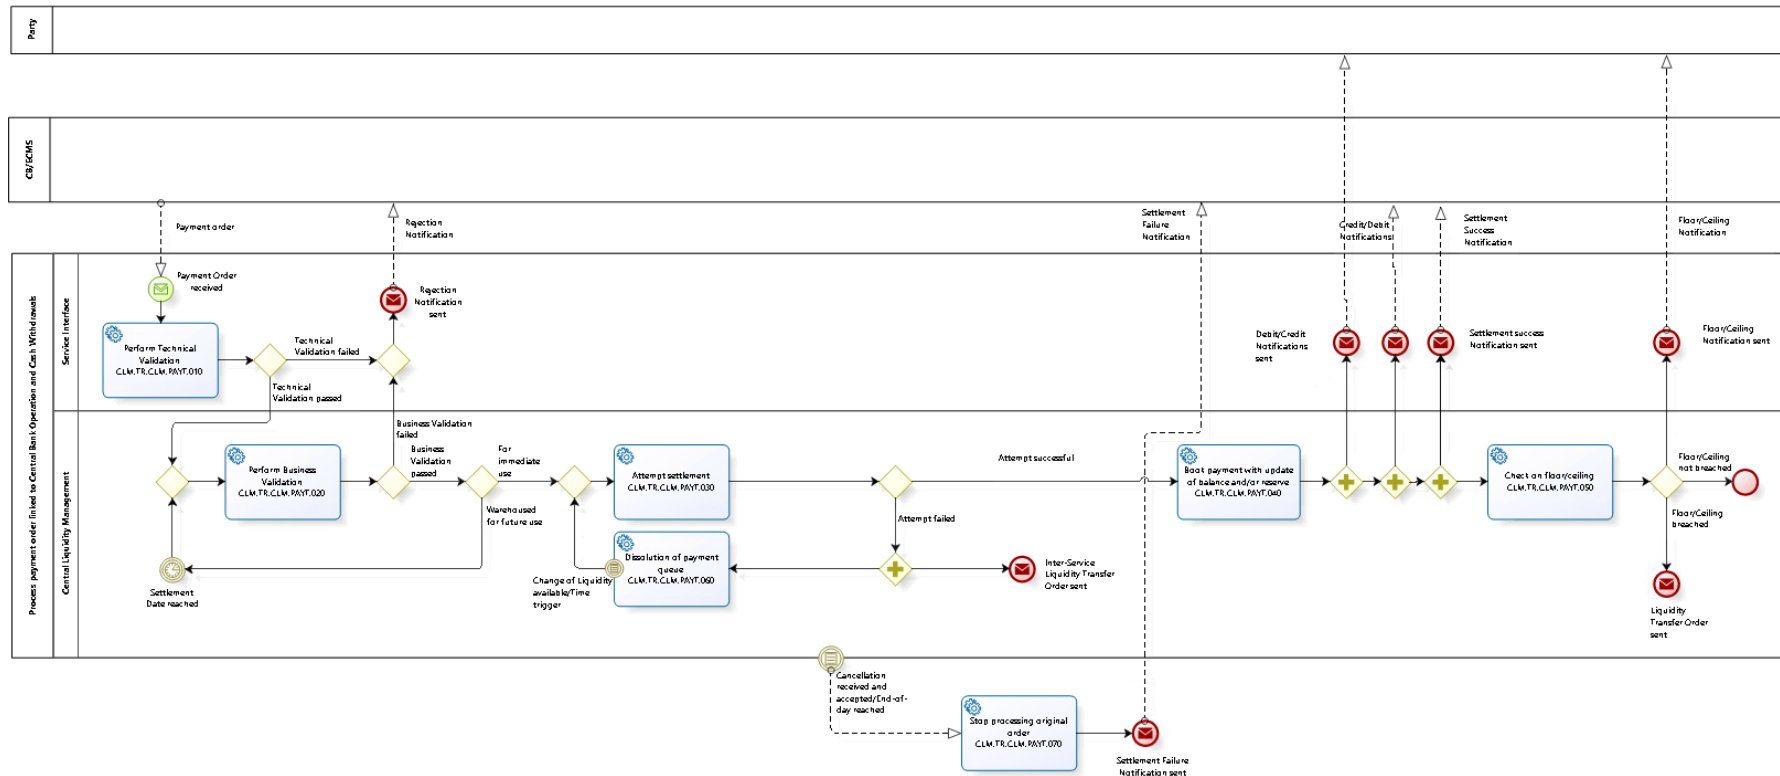 Party
CB/ECMS
Payment order
Rejection
Notification
Settlement
Failure
Notification
Credit/Debit
Notifications
Settlement
Success
Notification
Floor/Ceiling
Notification
Process payment order linked to Central Bank Operation and Cash Withdrawals
Service Interface
Payment Order
received
Rejection
Notification
sent
Perform Technical
Validation
CLM.TR.CLM.PAYT.010
Technical
Validation failed
Technical
Validation passed
Debit/Credit
Notifications
sent
Settlement success
Notification sent
Floor/Ceiling
Notification sent
Central Liquidity Management
Business Validation
failed
Perform Business
Validation
CLM.TR.CLM.PAYT.020
Business
Validation
passed
For
immediate
use
Warehoused
for future use
Attempt settlement
CLM.TR.CLM.PAYT.030
Attempt successful
Attempt failed
Book payment with update
of balance and/or reserve
CLM.TR.CLM.PAYT.040
Check on floor/ceiling
CLM.TR.CLM.PAYT.050
Floor/Ceiling
not breached
Floor/Ceiling
breached
Settlement
Date reached
Change of Liquidity
available/Time
trigger
Dissolution of payment
queue
CLM.TR.CLM.PAYT.060
Inter-Service
Liquidity Transfer
Order sent
Liquidity
Transfer Order
sent
Cancellation
received and
accepted/End-of-
day reached
Stop processing original
order
CLM.TR.CLM.PAYT.070
Settlement Failure
Notification sent